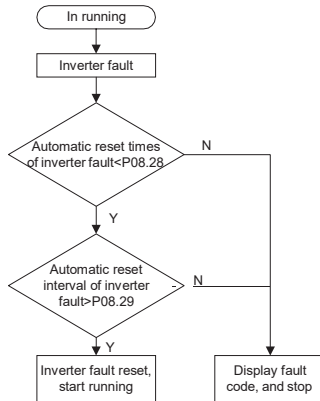 In running
Inverter fault
Automatic reset times
of inverter fault<P08.28
N
Y
Automatic reset
interval of inverter
fault>P08.29
N
Y
Inverter fault reset,
start running
Display fault
code, and stop